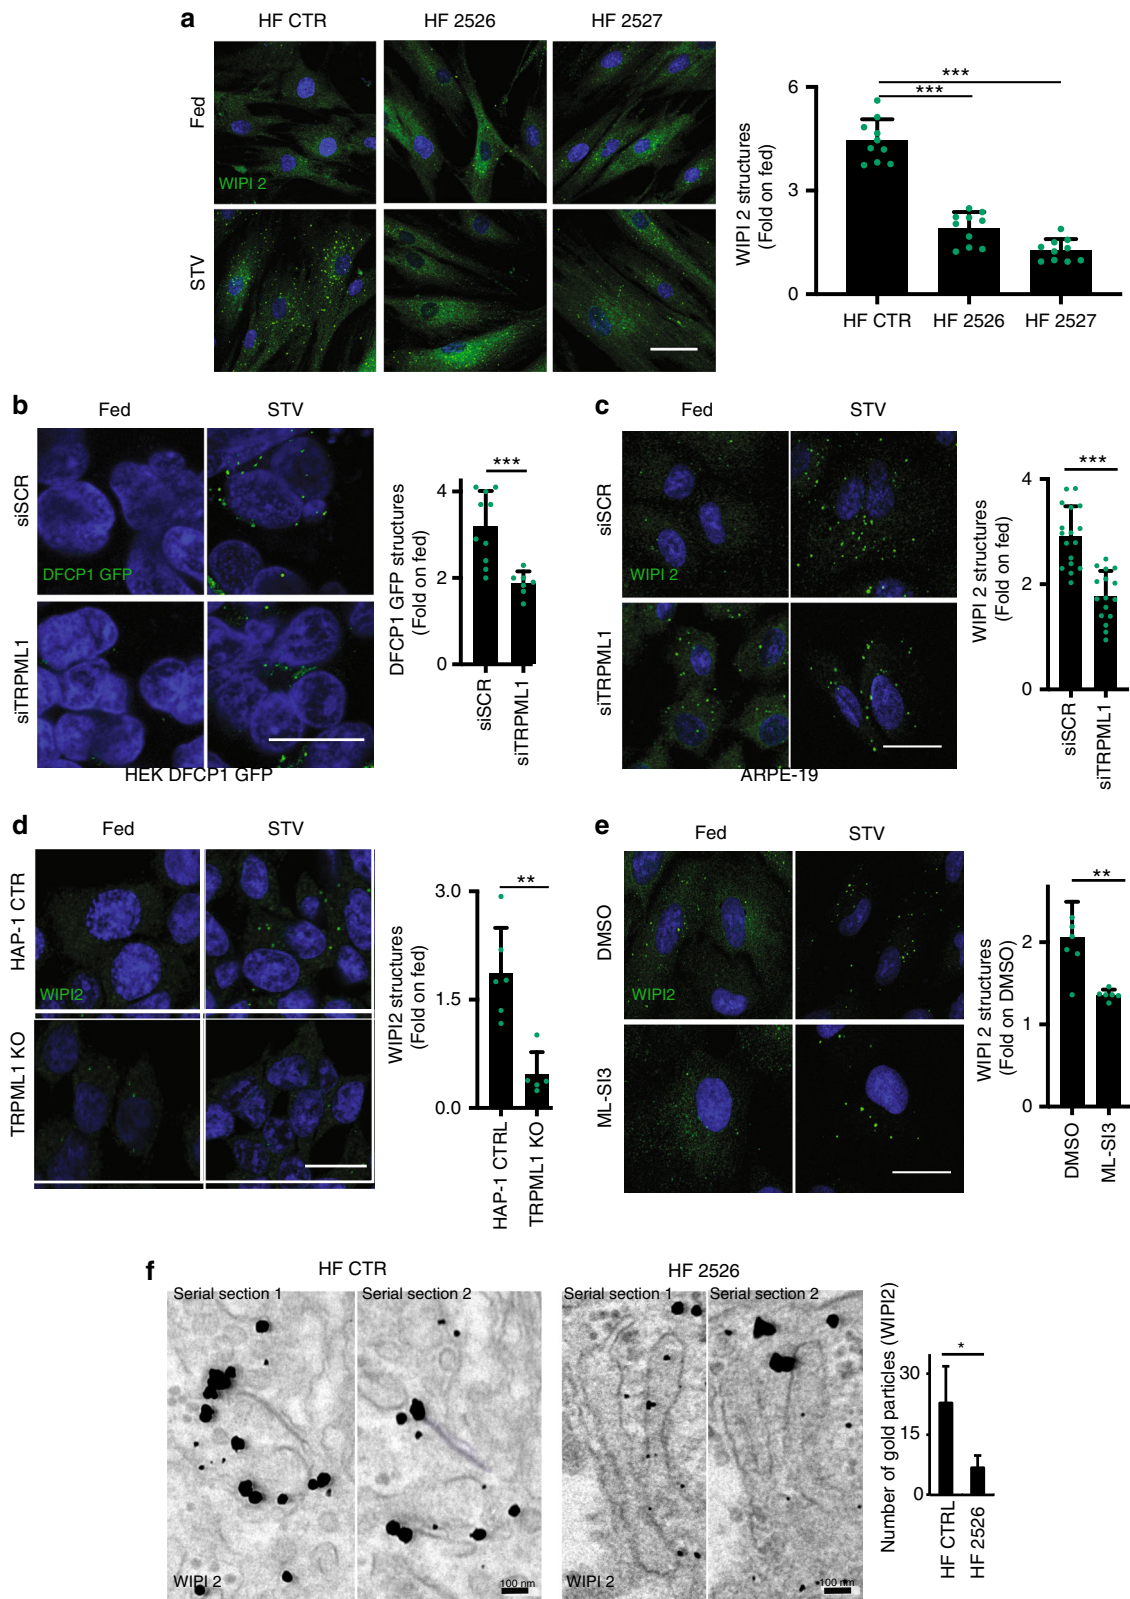 a
HF CTR
HF 2526
HF 2527
Fed
WIPI 2
STV
WIPI 2 structures
(Fold on fed)
6
3
0
***
***
HF CTR
HF 2526
HF 2527
b
Fed
STV
siSCR
DFCP1 GFP
siTRPML1
HEK DFCP1 GFP
DFCP1 GFP structures
(Fold on fed)
4
2
0
***
siSCR
siTRPML1
c
Fed
STV
siSCR
WIPI 2
siTRPML1
ARPE-19
WIPI 2 structures
(Fold on fed)
4
2
0
***
siSCR
siTRPML1
d
Fed
STV
HAP-1 CTR
WIPI2
TRPML1 KO
WIPI2 structures
(Fold on fed)
3.0
1.5
0.0
**
HAP-1 CTRL
TRPML1 KO
e
Fed
STV
DMSO
WIPI2
ML-SI3
WIPI 2 structures
(Fold on DMSO)
2
1
0
**
DMSO
ML-SI3
f
HF CTR
HF 2526
Serial section 1
Serial section 2
Serial section 1
Serial section 2
WIPI 2
100 nm
WIPI 2
100 nm
Number of gold particles (WIPI2)
30
15
0
*
HF CTRL
HF 2526